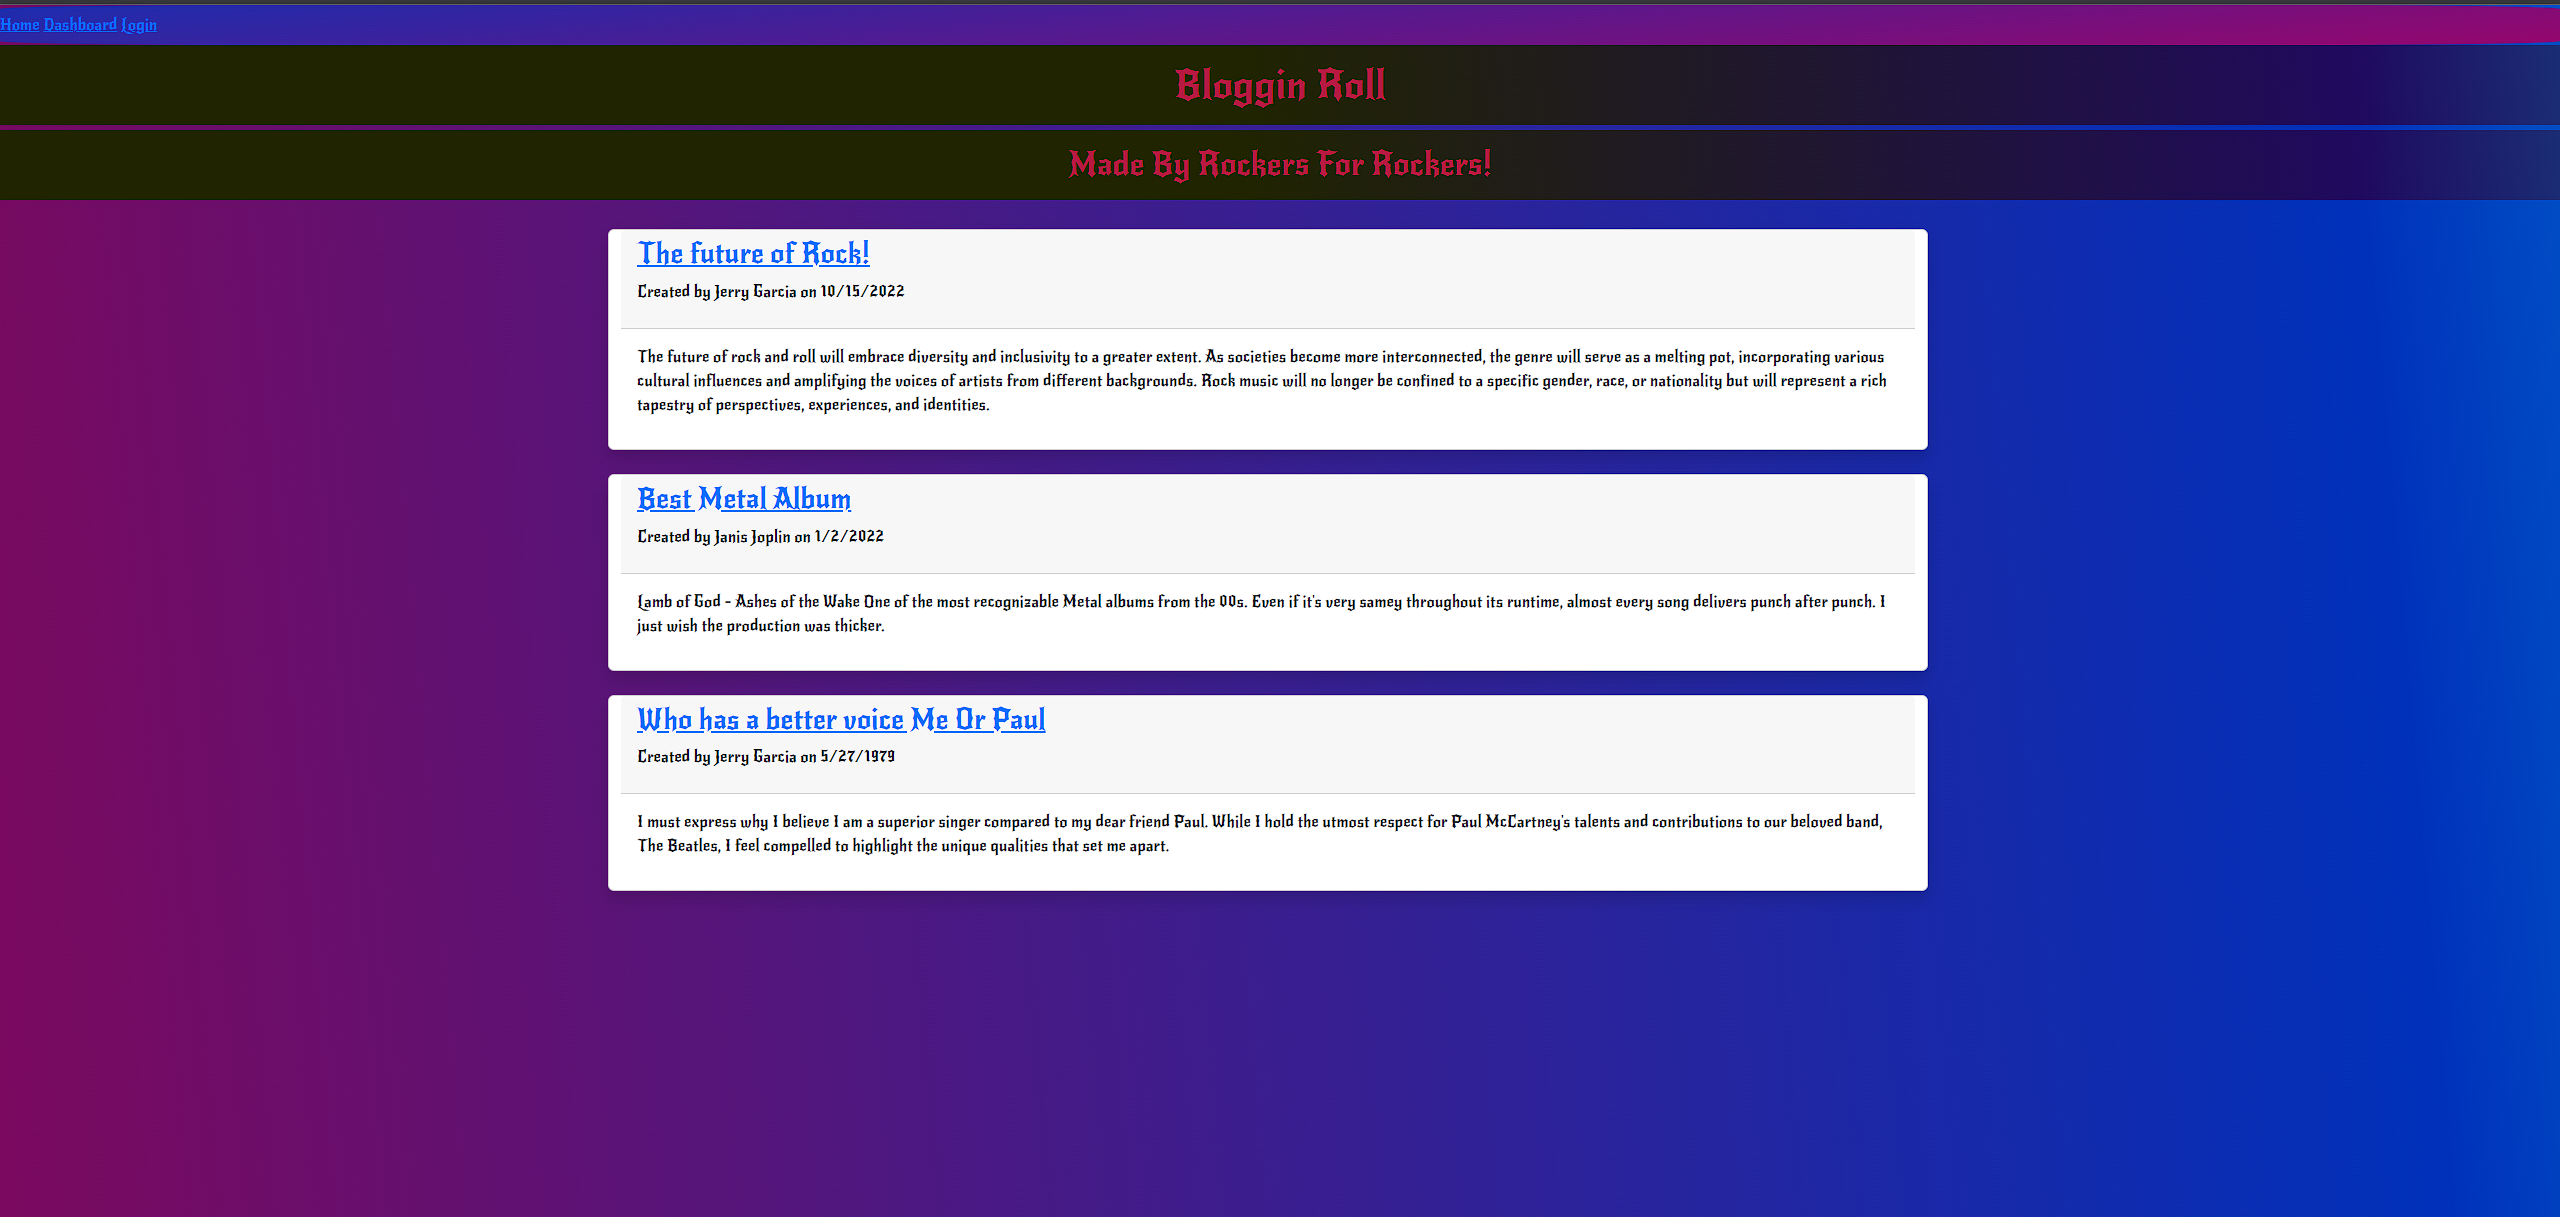 Home Dashboard Login
Bloggin Roll
Made By Rockers For Rockers!
The future of Rock!
Created by Jerry Garcia on 10/15/2022
The future of rock and roll will embrace diversity and inclusivity to a greater extent. As societies become more interconnected, the genre will serve as a melting pot, incorporating various
cultural influences and amplifying the voices of artists from different backgrounds. Rock music will no longer be confined to a specific gender, race, or nationality but will represent a rich
tapestry of perspectives, experiences, and identities.
Best Metal Album
Created by Janis Joplin on 1/2/2022
Lamb of God - Ashes of the Wake One of the most recognizable Metal albums from the 00s. Even if it's very samey throughout its runtime, almost every song delivers punch after punch. I
just wish the production was thicker.
Who has a better voice Me Or Paul
Created by Jerry Garcia on 5/27/1979
I must express why I believe I am a superior singer compared to my dear friend Paul. While I hold the utmost respect for Paul McCartney's talents and contributions to our beloved band,
The Beatles, I feel compelled to highlight the unique qualities that set me apart.